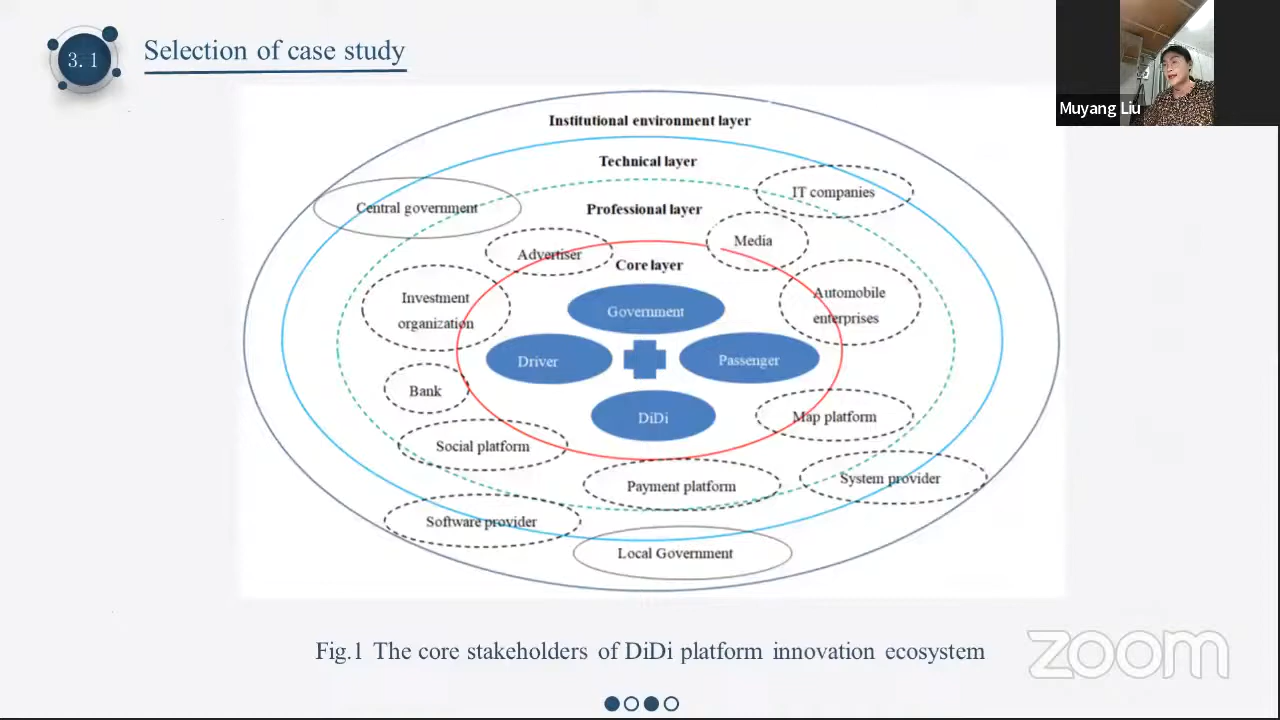 3. 1
Selection of case study
Muyang Liu
Institutional environment layer
Technical layer
IT companies
Central government
Professional layer
Media
Advertiser
Core layer
Investment
organization
Automobile
enterprises
Government
Driver
Passenger
Bank
DiDi
Map platform
Social platform
System provider
Payment platform
Software provider
Local Government
Fig.1 The core stakeholders of DiDi platform innovation ecosystem
zoom